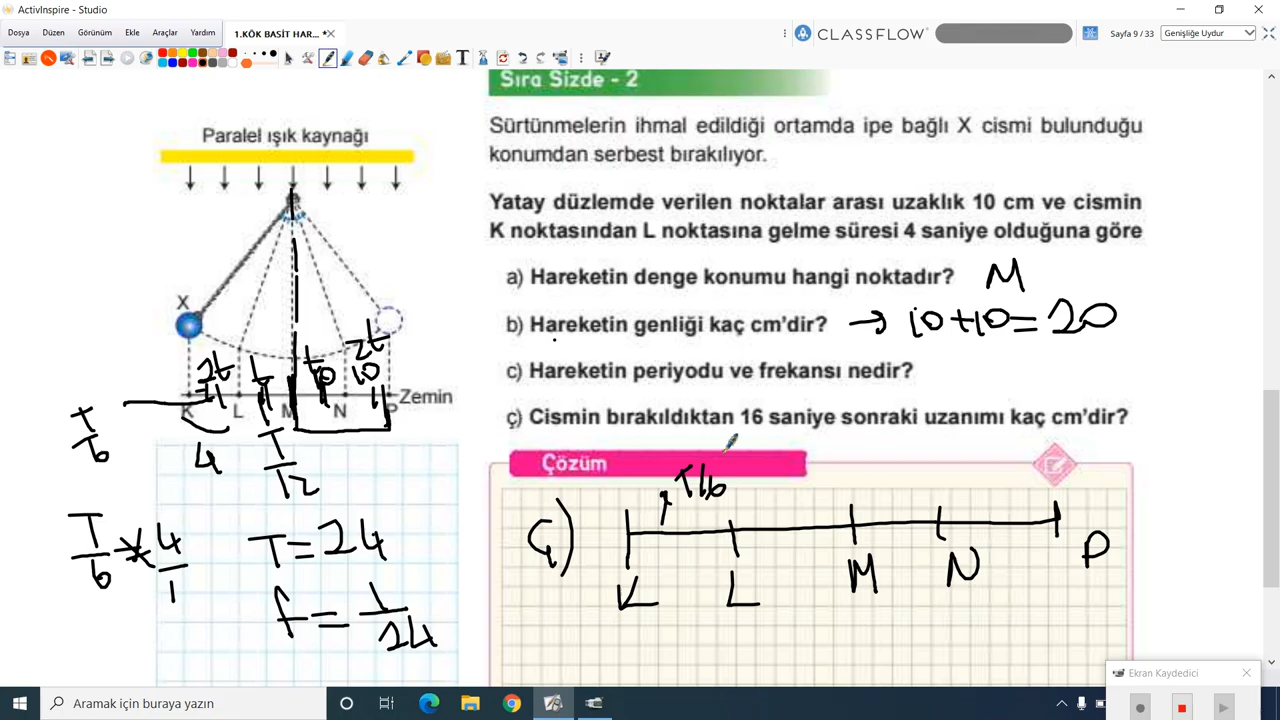 ActivInspire - Studio
Dosya Düzen Görünüm Ekle Araçlar Yardım
1.KÖK BASİT HAR... *
CLASSFLOW
Sayfa 9 / 33
Genişliğe Uydur
Sıra Sizde - 2
Paralel ışık kaynağı
Sürtünmelerin ihmal edildiği ortamda ipe bağlı X cismi bulunduğu
konumdan serbest bırakılıyor.
Yatay düzlemde verilen noktalar arası uzaklık 10 cm ve cismin
K noktasından L noktasına gelme süresi 4 saniye olduğuna göre
a) Hareketin denge konumu hangi noktadır? M
b) Hareketin genliği kaç cm'dir? → 10+10=20
c) Hareketin periyodu ve frekansı nedir?
ç) Cismin bırakıldıktan 16 saniye sonraki uzanımı kaç cm'dir?
X
2t t t 2t
10 10
K L M N P
Zemin
T
6
4
T
12
T/6 4/1
T=24
f=1/24
Çözüm
T/6
Ç)
K L M N P
Ekran Kaydedici
Aramak için buraya yazın